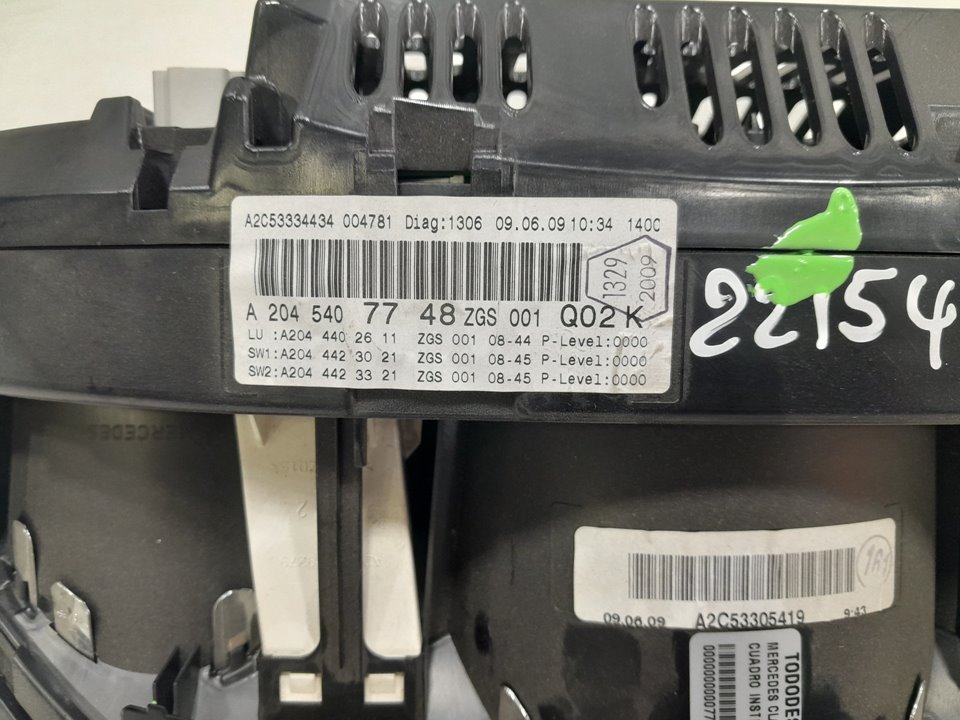 A2C53334434 004781 Diag:1306 09.06.09 10:34 1400
1329
2009
A 204 540 77 48 ZGS 001 Q02 K
LU :A204 440 26 11 ZGS 001 08-44 P-Level:0000
SW1:A204 442 30 21 ZGS 001 08-45 P-Level:0000
SW2:A204 442 33 21 ZGS 001 08-45 P-Level:0000
22154
MERCEDES
2
09.06.09 A2C53305419 9:43
TODODE
MERCEDES CL
CUADRO INST